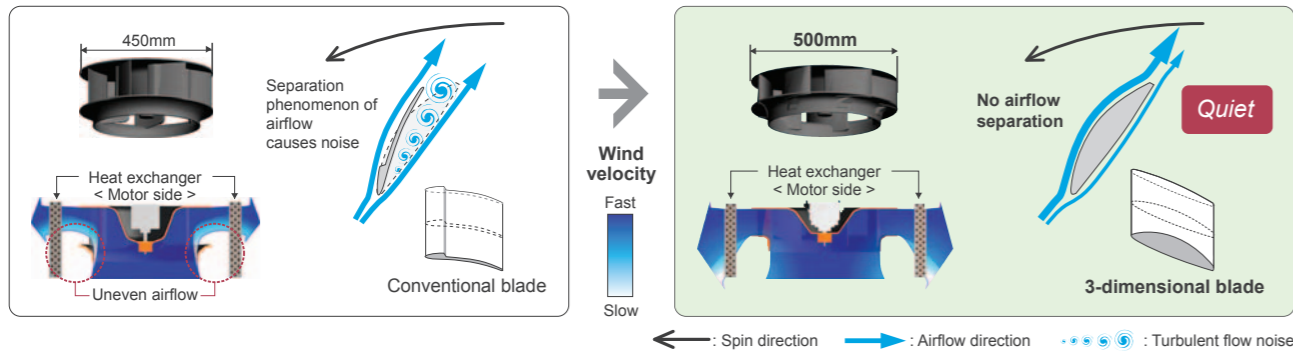 450mm
Separation
phenomenon of
airflow
causes noise
Heat exchanger
< Motor side >
Uneven airflow
Conventional blade
Wind
velocity
Fast
Slow
500mm
No airflow
separation
Quiet
Heat exchanger
< Motor side >
3-dimensional blade
: Spin direction
: Airflow direction
: Turbulent flow noise